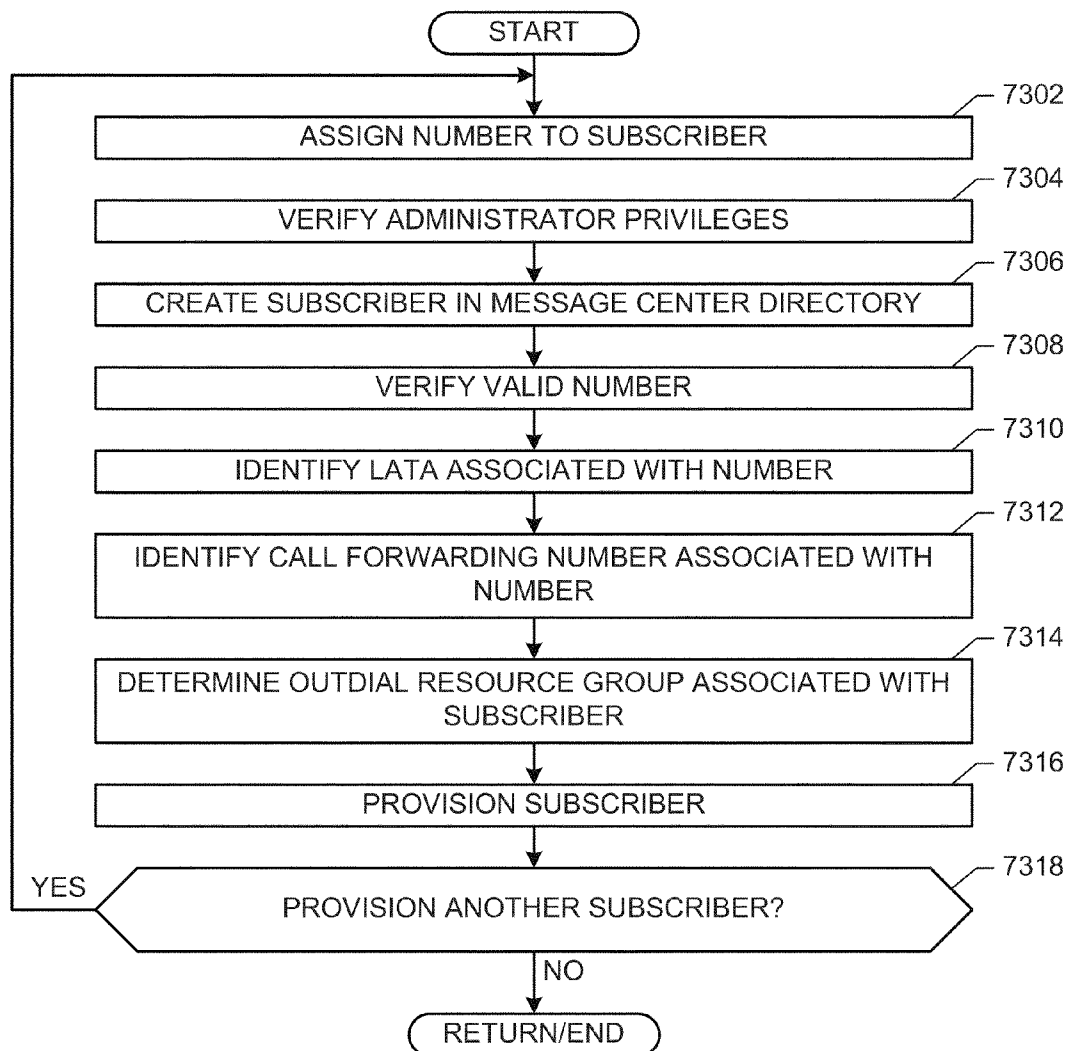 START
7302
ASSIGN NUMBER TO SUBSCRIBER
7304
VERIFY ADMINISTRATOR PRIVILEGES
7306
CREATE SUBSCRIBER IN MESSAGE CENTER DIRECTORY
7308
VERIFY VALID NUMBER
7310
IDENTIFY LATA ASSOCIATED WITH NUMBER
7312
IDENTIFY CALL FORWARDING NUMBER ASSOCIATED WITH
NUMBER
7314
DETERMINE OUTDIAL RESOURCE GROUP ASSOCIATED WITH
SUBSCRIBER
7316
PROVISION SUBSCRIBER
7318
YES
PROVISION ANOTHER SUBSCRIBER?
NO
RETURN/END